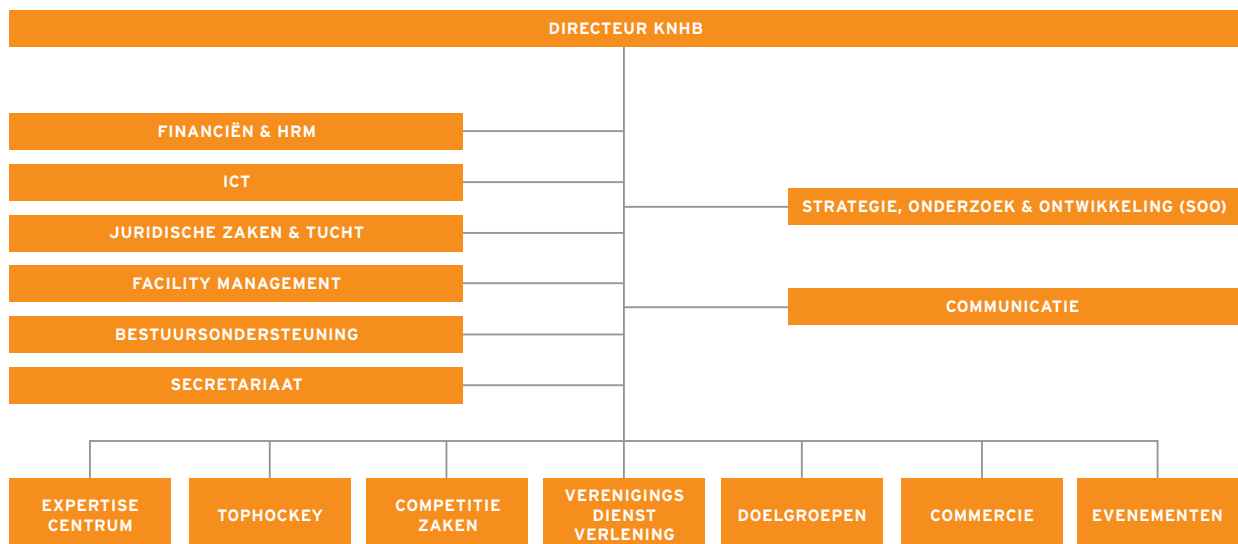 DIRECTEUR KNHB
FINANCIËN & HRM
ICT
JURIDISCHE ZAKEN & TUCHT
FACILITY MANAGEMENT
BESTUURSONDERSTEUNING
SECRETARIAAT
STRATEGIE, ONDERZOEK & ONTWIKKELING (SOO)
COMMUNICATIE
EXPERTISE
CENTRUM
TOPHOCKEY
COMPETITIE
ZAKEN
VERENIGINGS
DIENST
VERLENING
DOELGROEPEN
COMMERCIE
EVENEMENTEN